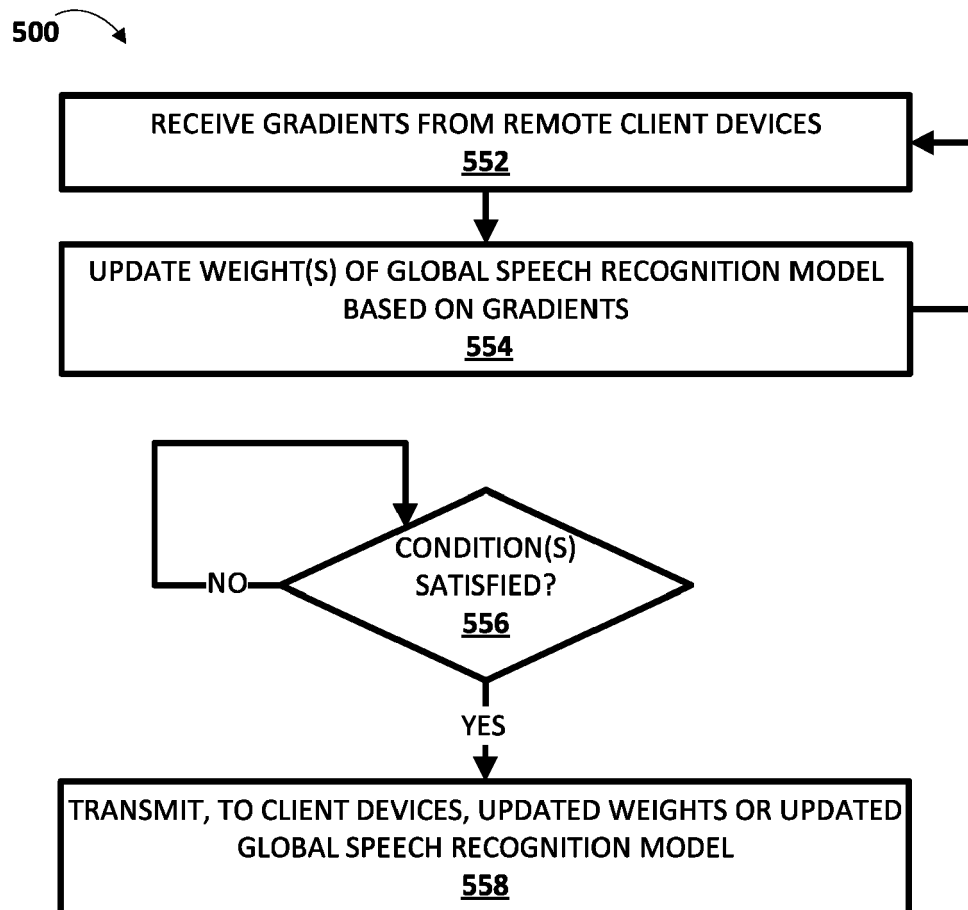 500
RECEIVE GRADIENTS FROM REMOTE CLIENT DEVICES
552
UPDATE WEIGHT(S) OF GLOBAL SPEECH RECOGNITION MODEL
BASED ON GRADIENTS
554
CONDITION(S)
SATISFIED?
556
NO
YES
TRANSMIT, TO CLIENT DEVICES, UPDATED WEIGHTS OR UPDATED
GLOBAL SPEECH RECOGNITION MODEL
558